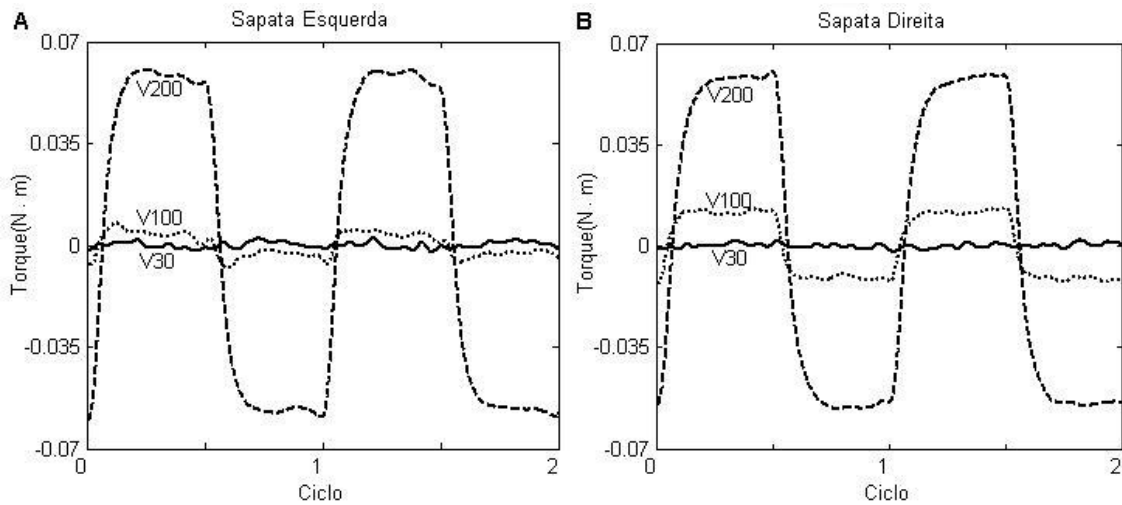 A
Sapata Esquerda
0.07
0.035
0
-0.035
-0.07
Torque(N · m)
V200
V100
V30
0
1
2
Ciclo
B
Sapata Direita
0.07
0.035
0
-0.035
-0.07
Torque(N · m)
V200
V100
V30
0
1
2
Ciclo